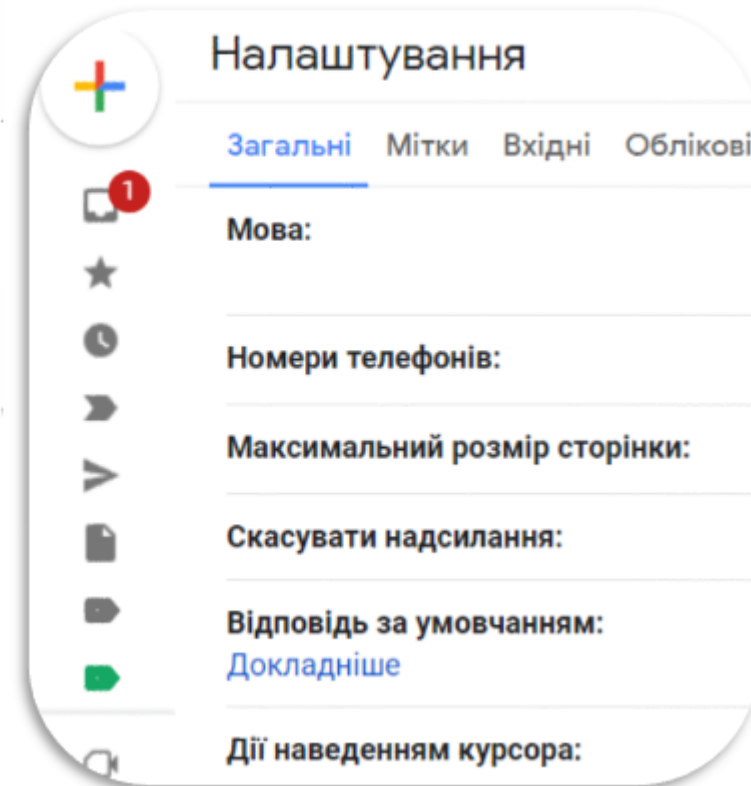 Налаштування
Загальні Мітки Вхідні Облікові
1
Мова:
Номери телефонів:
Максимальний розмір сторінки:
Скасувати надсилання:
Відповідь за умовчанням:
Докладніше
Дії наведенням курсора: